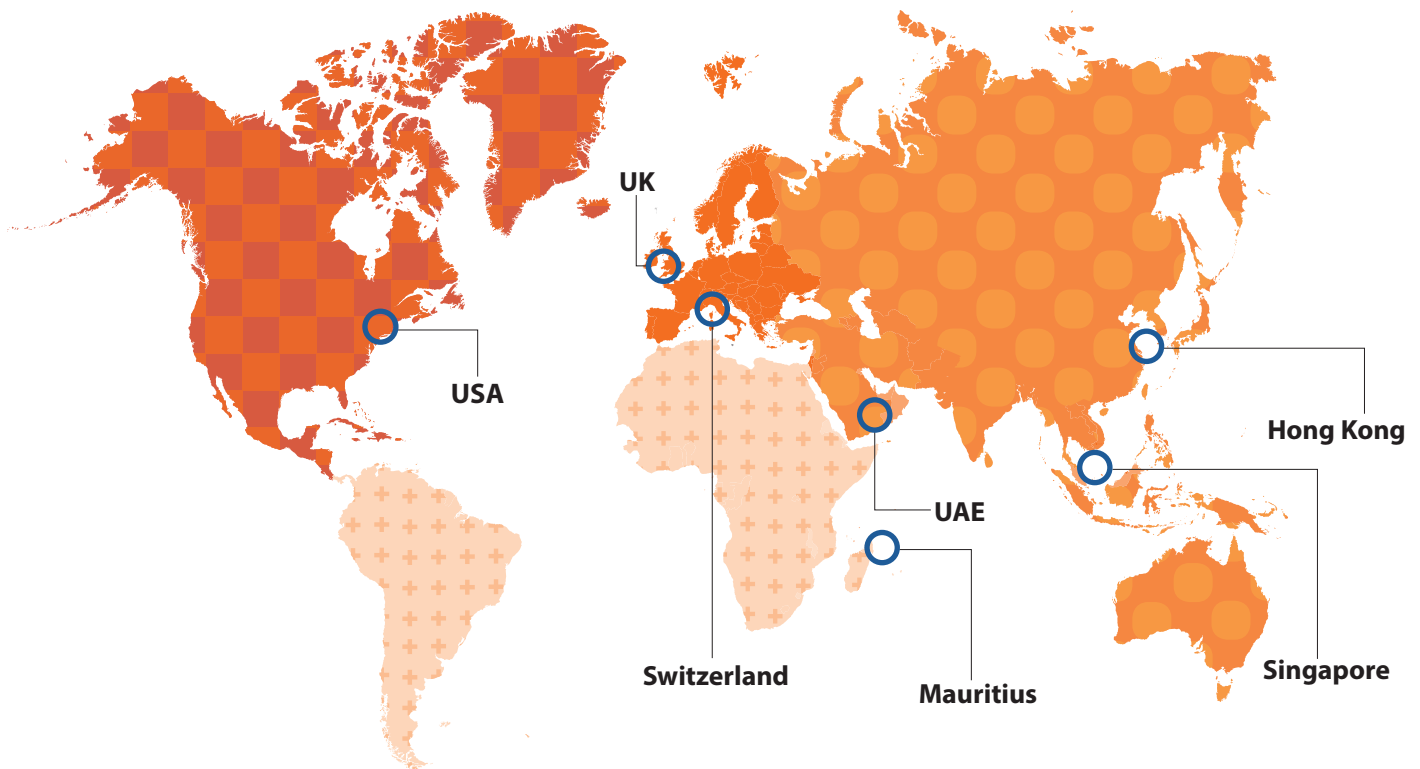 UK
USA
Hong Kong
UAE
Switzerland
Mauritius
Singapore